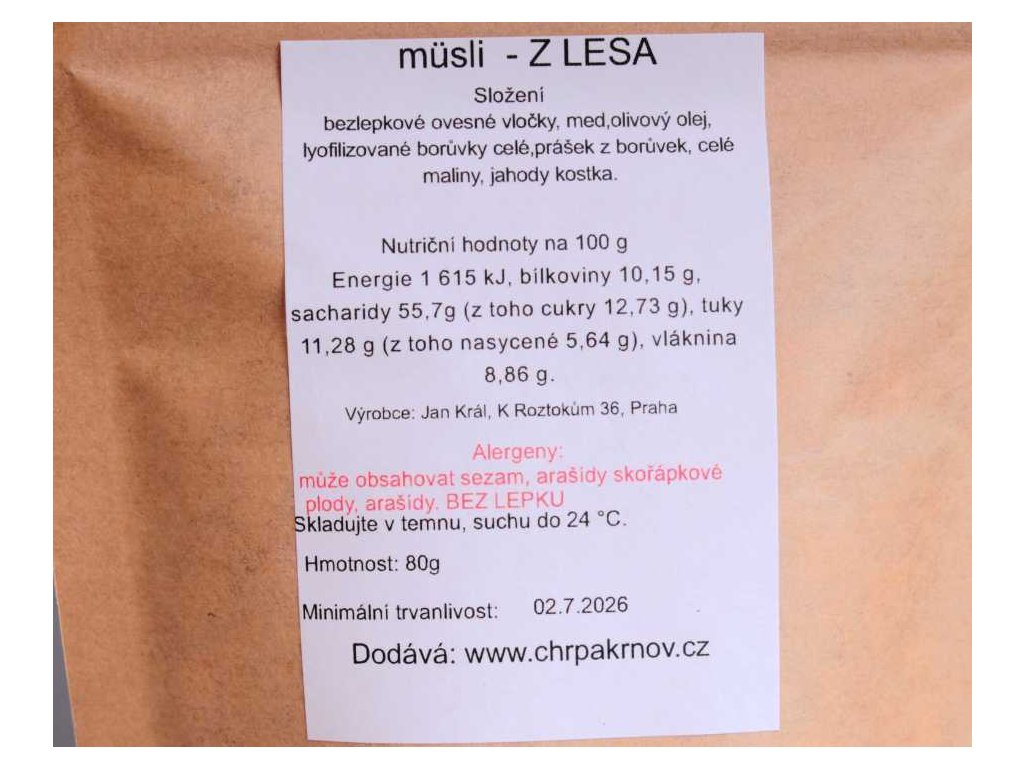 müsli - Z LESA
Složení
bezlepkové ovesné vločky, med,olivový olej,
lyofilizované borůvky celé,prášek z borůvek, celé
maliny, jahody kostka.
Nutriční hodnoty na 100 g
Energie 1 615 kJ, bílkoviny 10,15 g,
sacharidy 55,7g (z toho cukry 12,73 g), tuky
11,28 g (z toho nasycené 5,64 g), vláknina
8,86 g.
Výrobce: Jan Král, K Roztokům 36, Praha
Alergeny:
může obsahovat sezam, arašídy skořápkové
plody, arašídy. BEZ LEPKU
Skladujte v temnu, suchu do 24 °C.
Hmotnost: 80g
Minimální trvanlivost: 02.7.2026
Dodává: www.chrpakrnov.cz